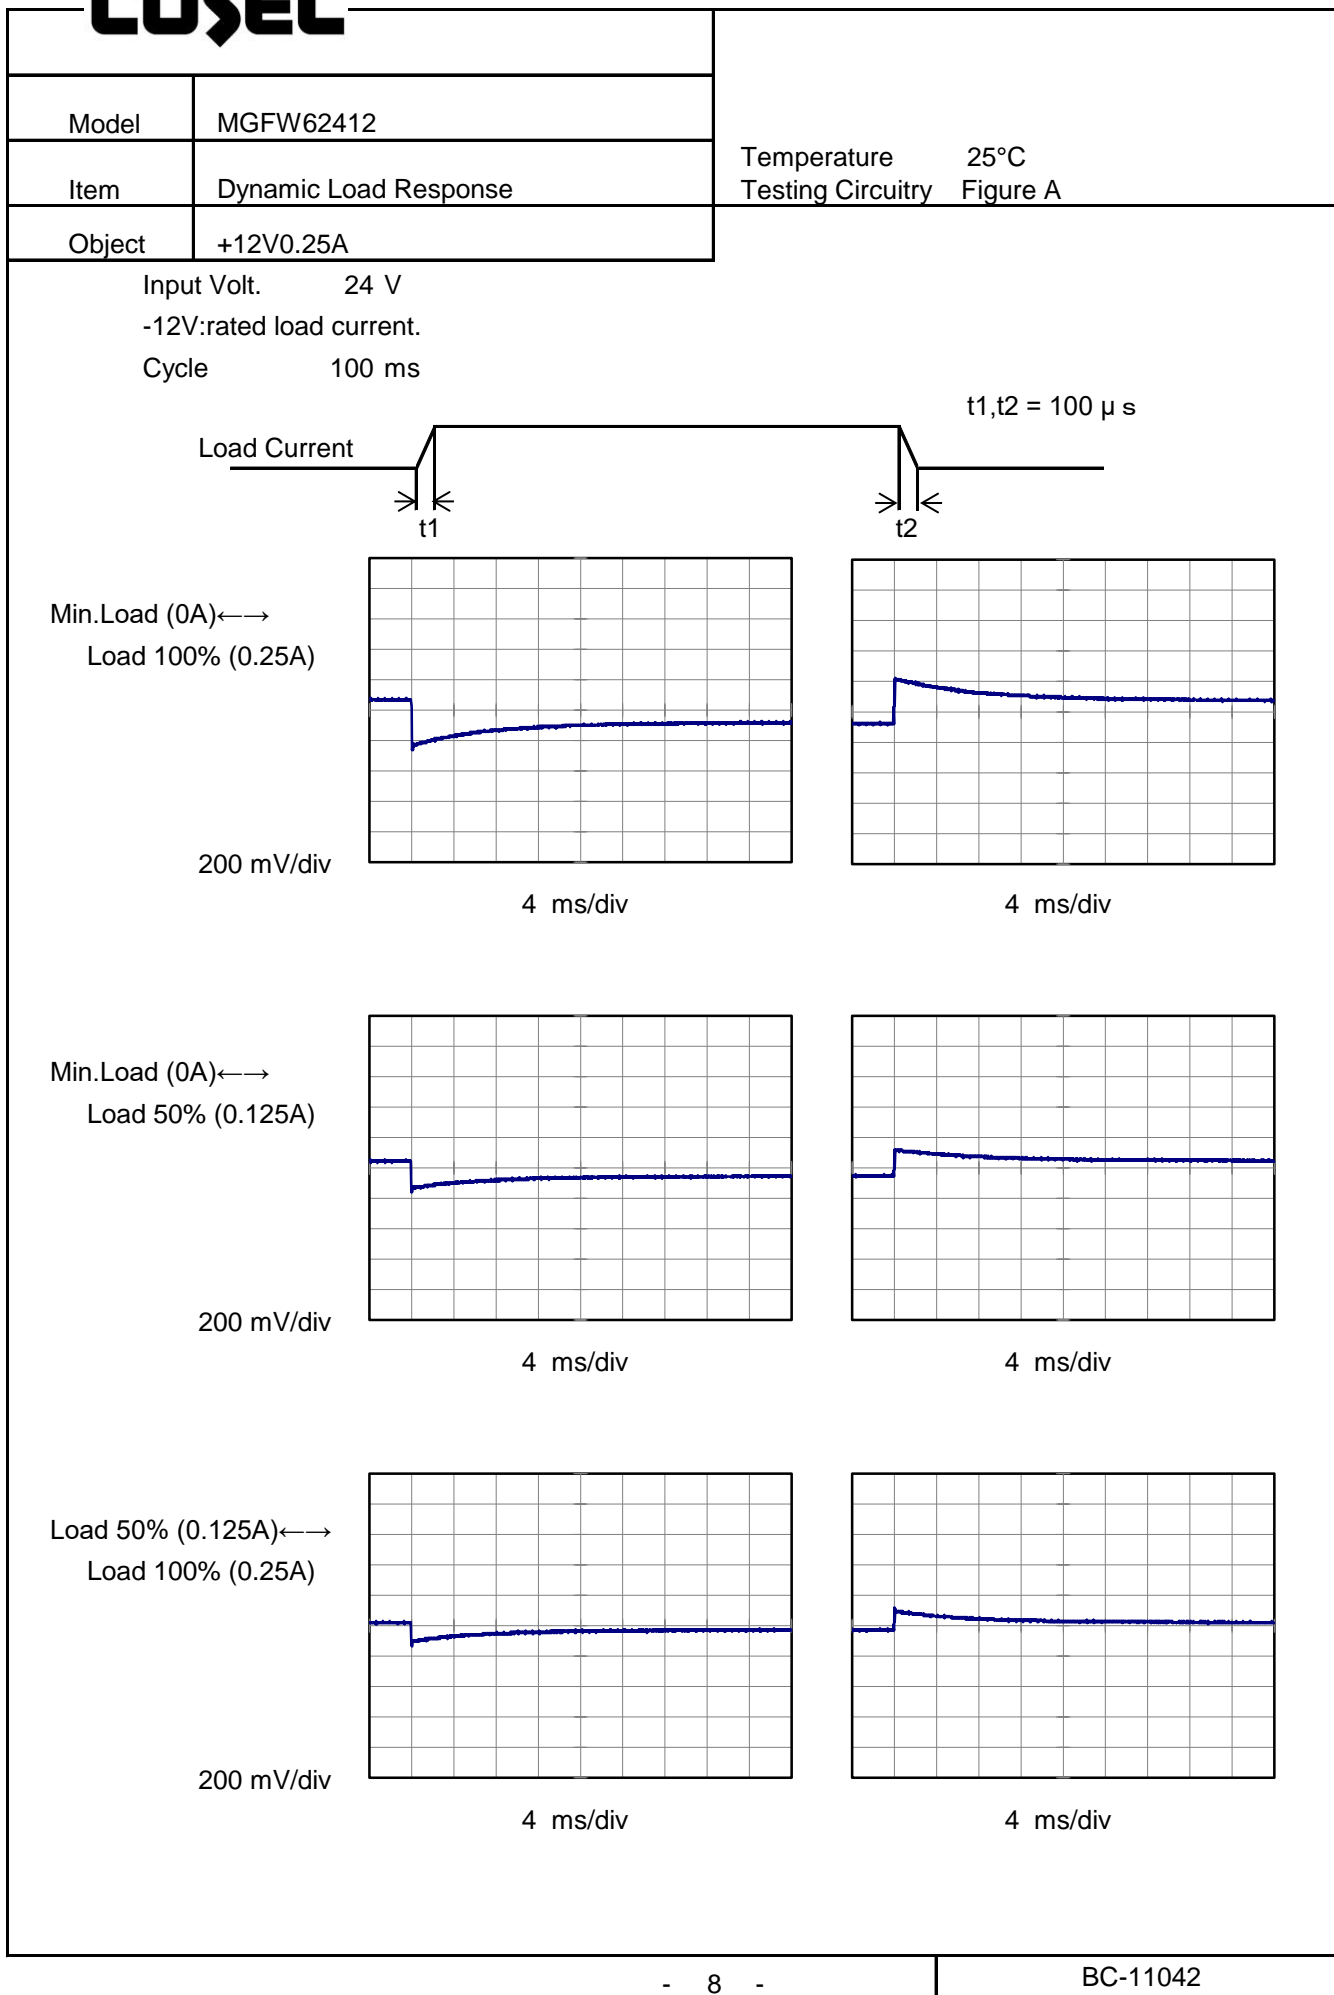 COSEL
Model MGFW62412
Temperature 25°C
Item Dynamic Load Response
Testing Circuitry Figure A
Object +12V0.25A
Input Volt. 24 V
-12V:rated load current.
Cycle 100 ms
t1,t2 = 100 μ s
Load Current
t1 t2
Min.Load (0A)←→
Load 100% (0.25A)
200 mV/div
4 ms/div 4 ms/div
Min.Load (0A)←→
Load 50% (0.125A)
200 mV/div
4 ms/div 4 ms/div
Load 50% (0.125A)←→
Load 100% (0.25A)
200 mV/div
4 ms/div 4 ms/div
- 8 - BC-11042